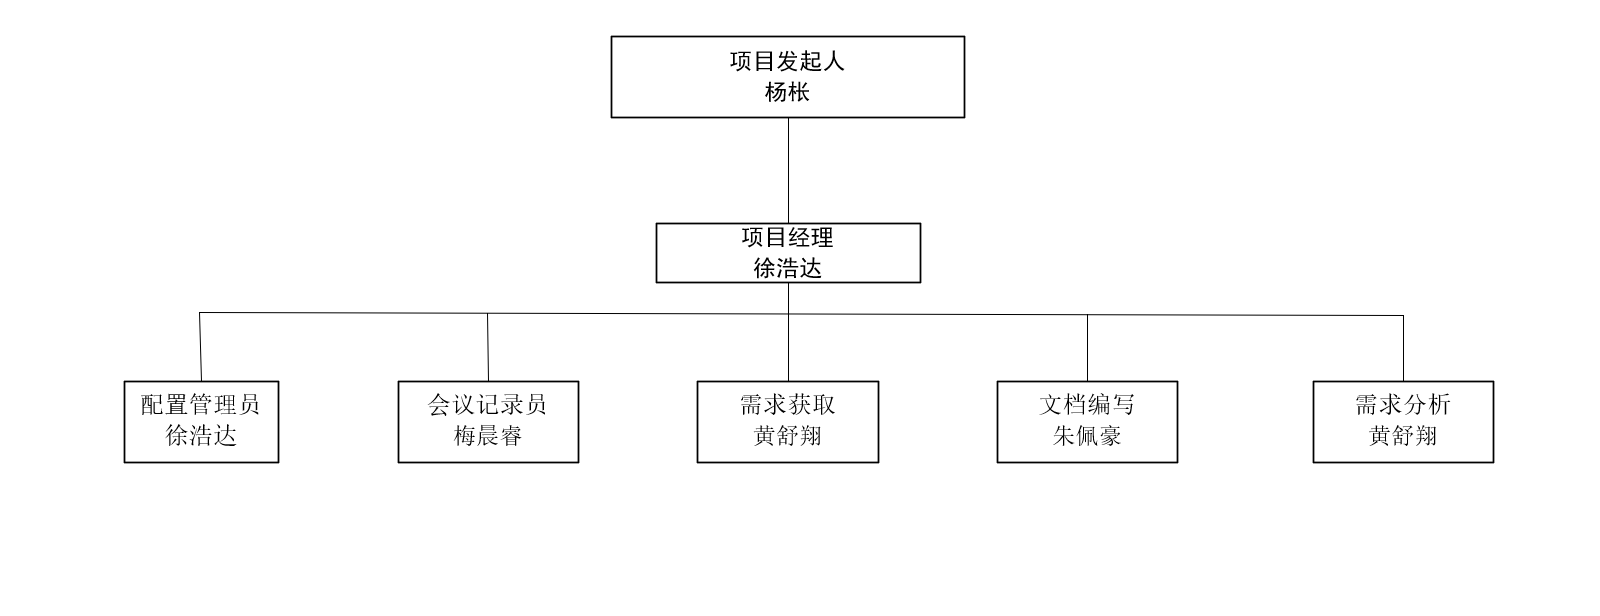 项目发起人
杨枨
项目经理
徐浩达
配置管理员
徐浩达
会议记录员
梅晨睿
需求获取
黄舒翔
文档编写
朱佩豪
需求分析
黄舒翔